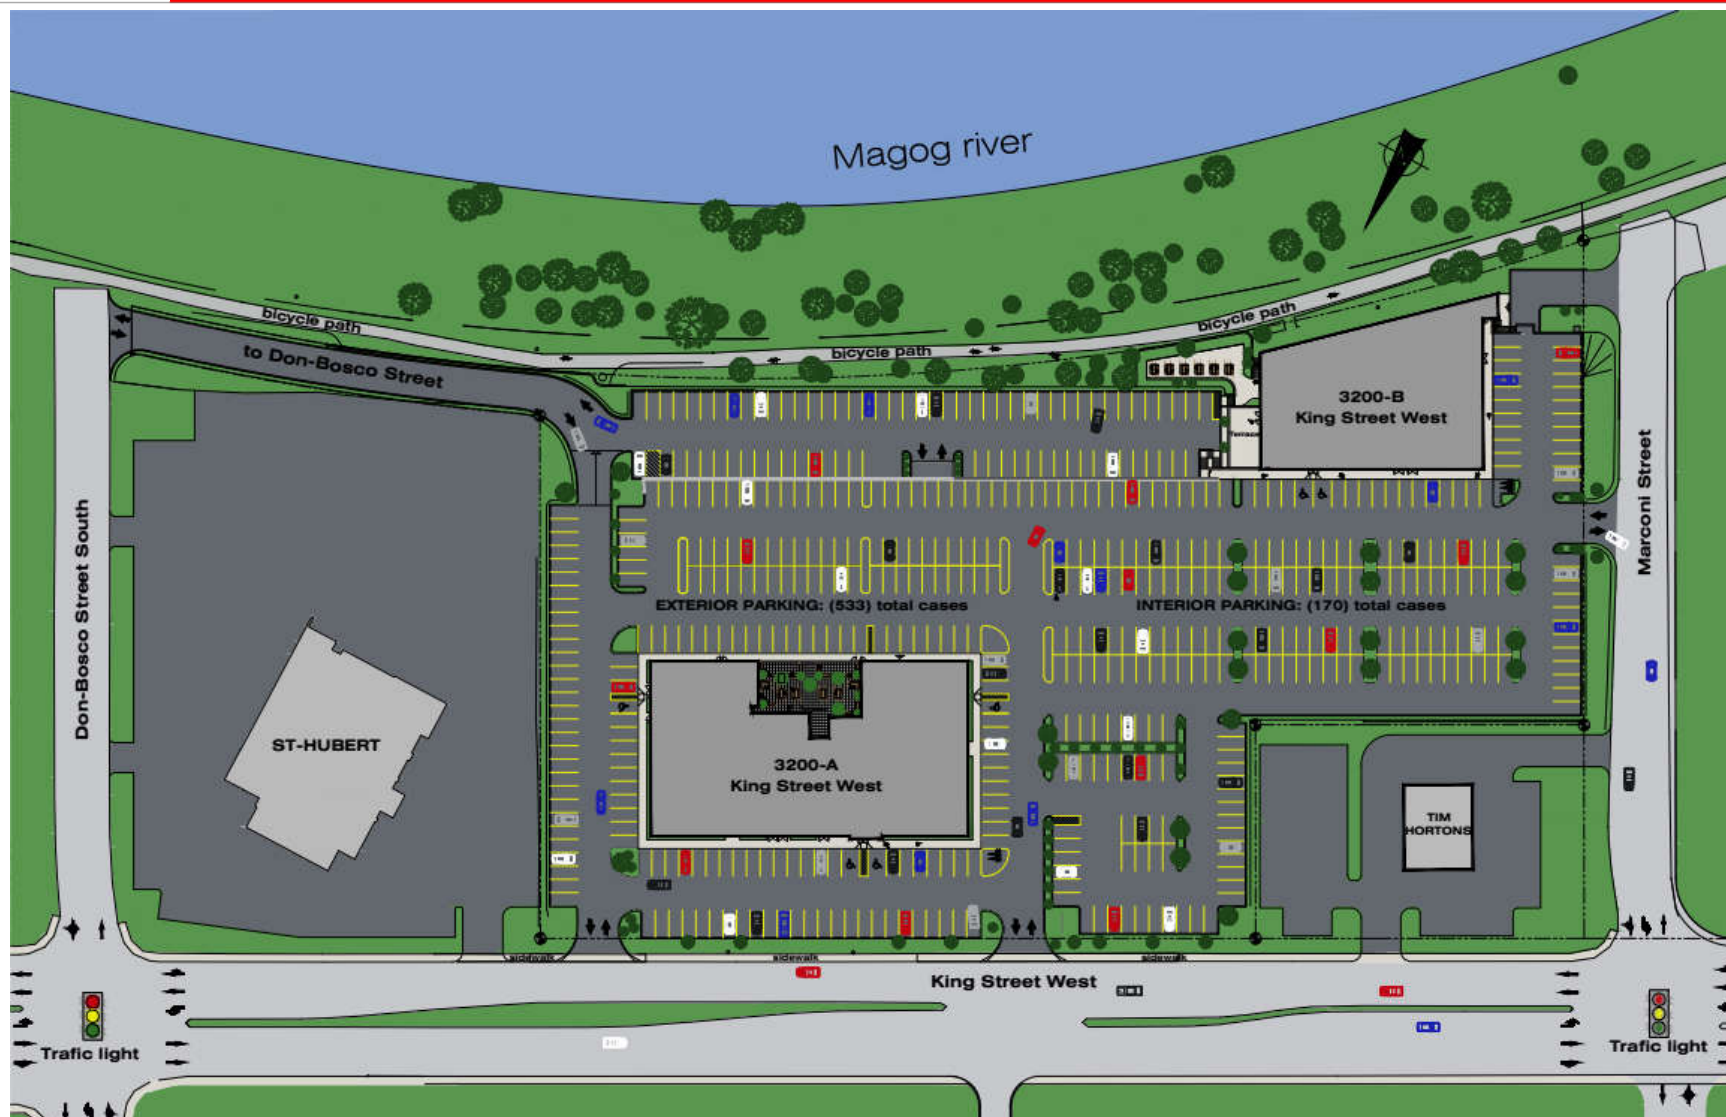 Magog river
bicycle path
bicycle path
bicycle path
to Don-Bosco Street
3200-B
King Street West
Terrace
Don-Bosco Street South
Marconi Street
EXTERIOR PARKING: (533) total cases
INTERIOR PARKING: (170) total cases
ST-HUBERT
3200-A
King Street West
TIM
HORTONS
sidewalk
sidewalk
sidewalk
King Street West
Trafic light
Trafic light